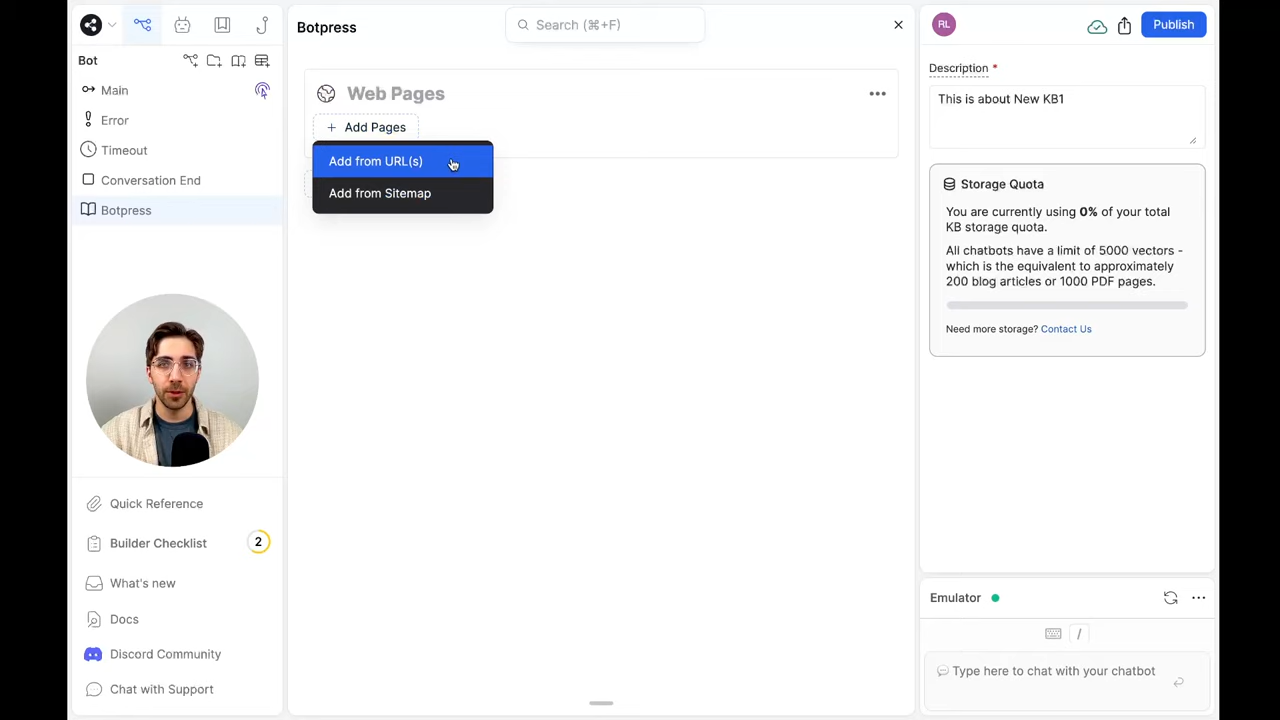 Bot
Main
Error
Timeout
Conversation End
Botpress
Quick Reference
Builder Checklist
2
What's new
Docs
Discord Community
Chat with Support
Botpress
Search (⌘+F)
Web Pages
+ Add Pages
Add from URL(s)
Add from Sitemap
RL
Publish
Description *
This is about New KB1
Storage Quota
You are currently using 0% of your total
KB storage quota.
All chatbots have a limit of 5000 vectors -
which is the equivalent to approximately
200 blog articles or 1000 PDF pages.
Need more storage? Contact Us
Emulator
/
Type here to chat with your chatbot